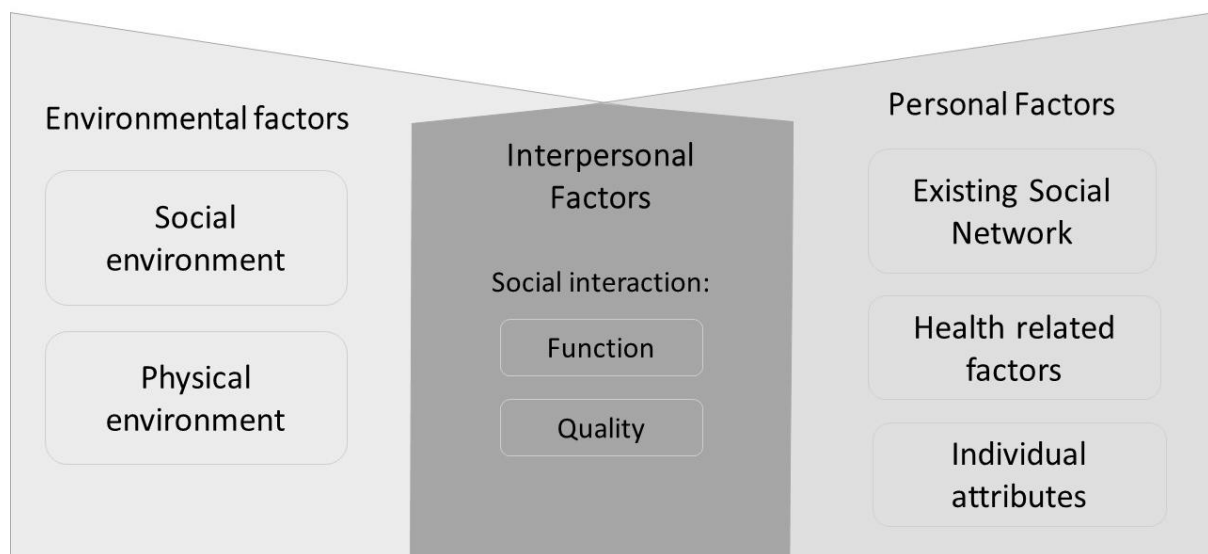 Environmental factors
Social
environment
Physical
environment
Interpersonal
Factors
Social interaction:
Function
Quality
Personal Factors
Existing Social
Network
Health related
factors
Individual
attributes